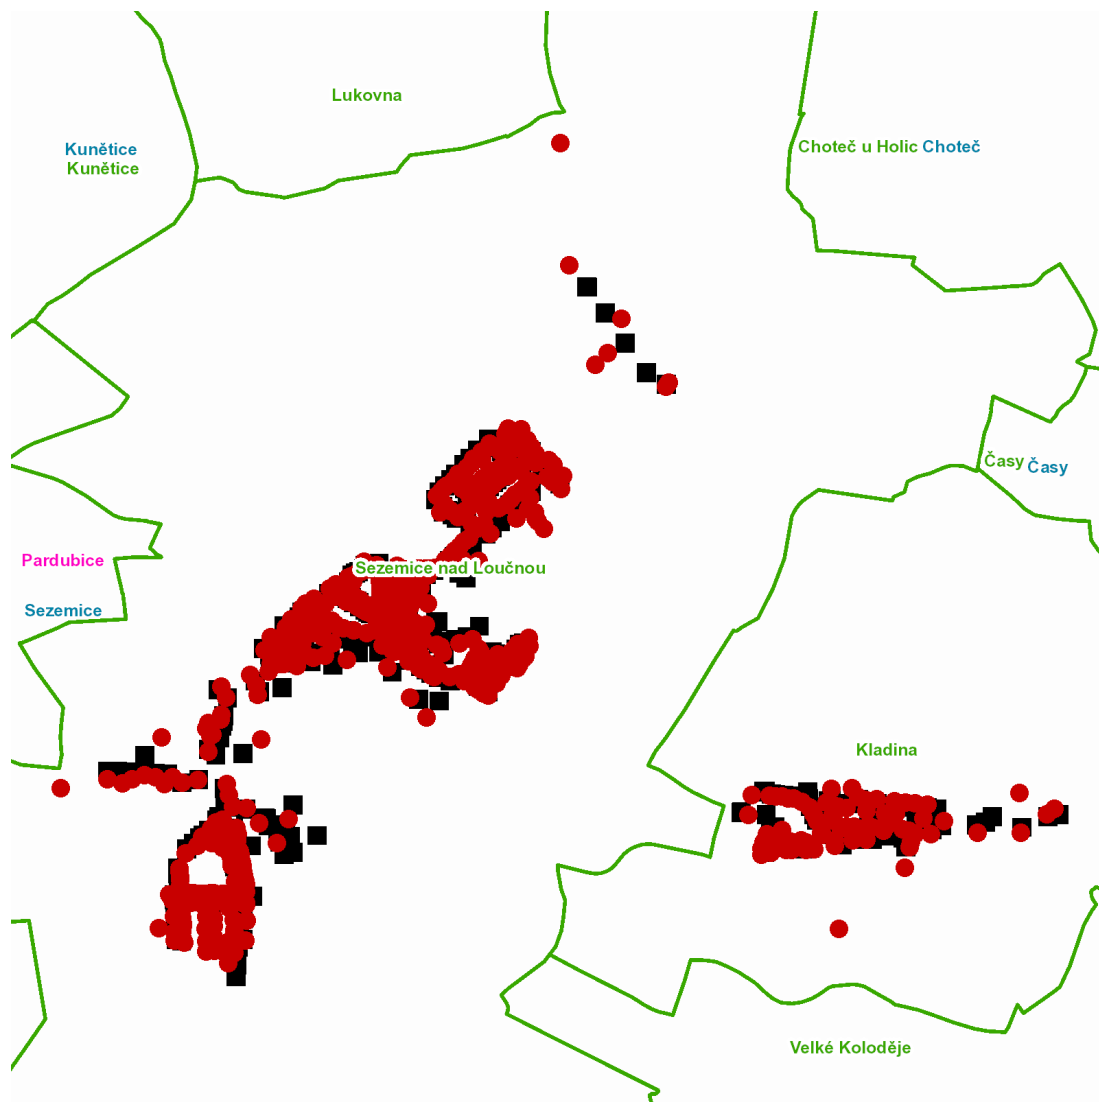 Lukovna
Kunětice
Kunětice
Choteč u Holic Choteč
Časy Časy
Pardubice
Sezemice nad Loučnou
Sezemice
Kladina
Velké Koloděje